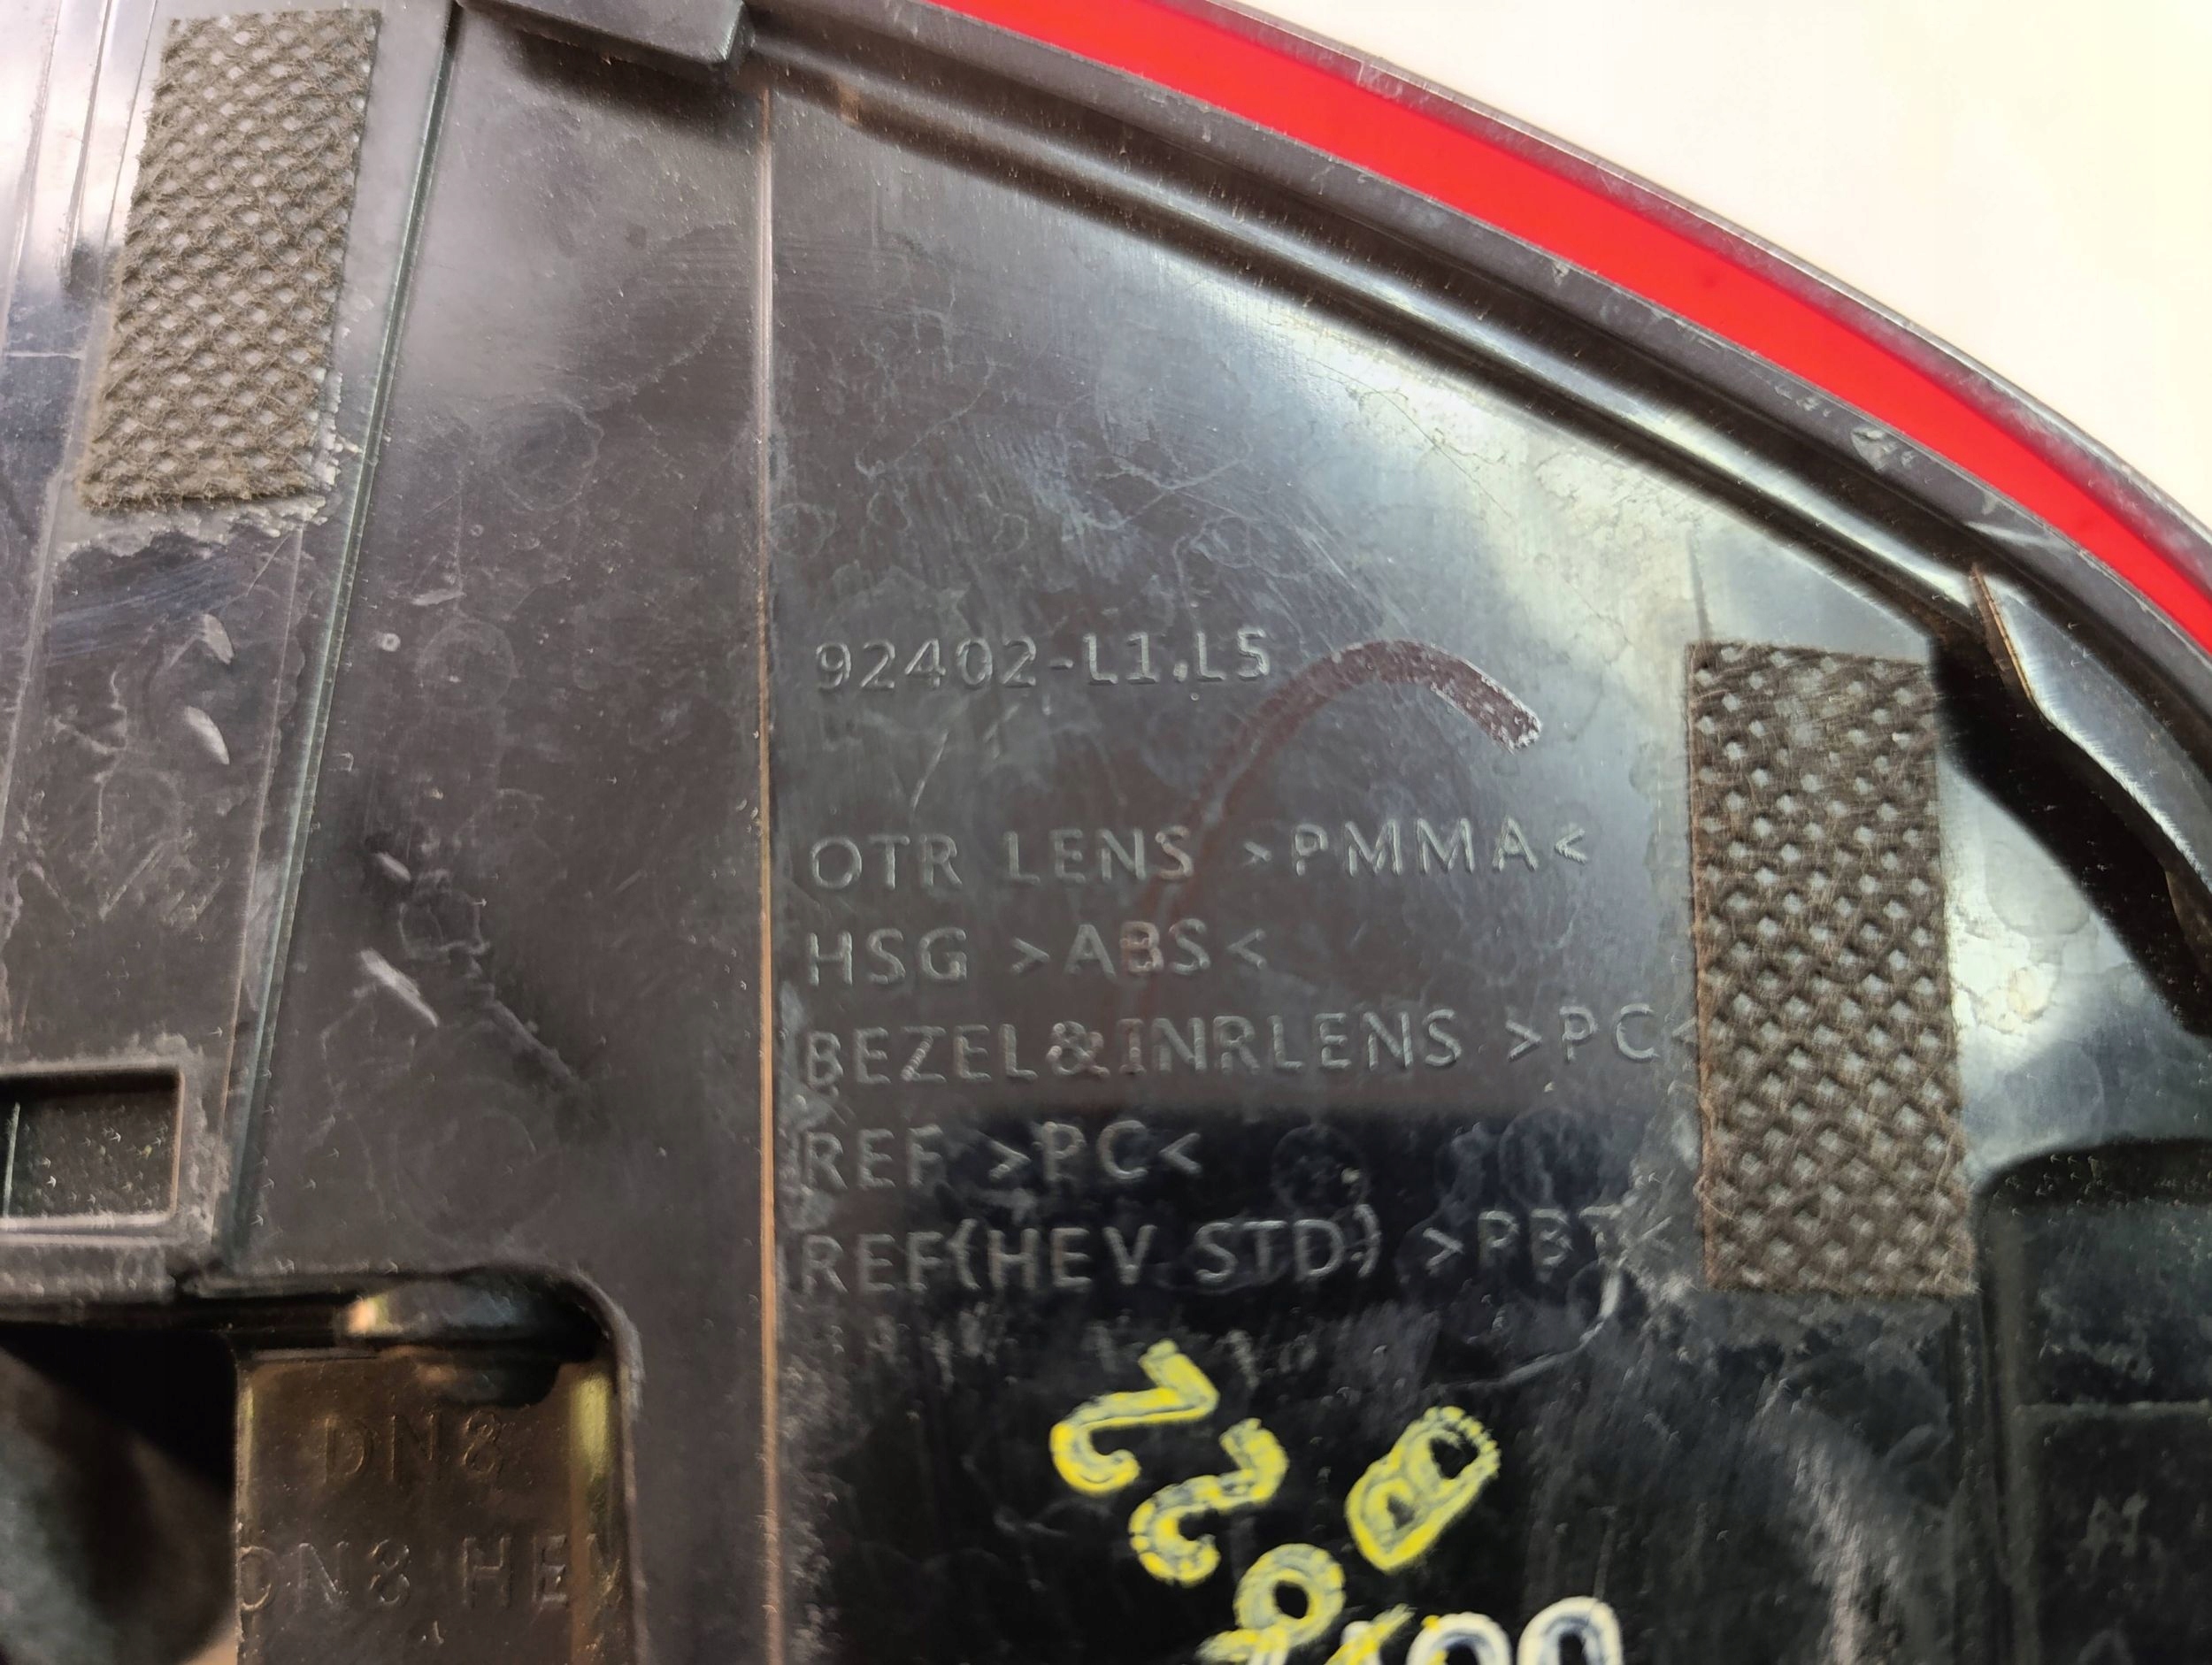 92402-L1,L5
OTR LENS >PMMA<
HSG >ABS<
BEZEL&INRLENS >PC<
REF >PC<
REF(HEV STD) >PBT<
DN8
DN8 HEV